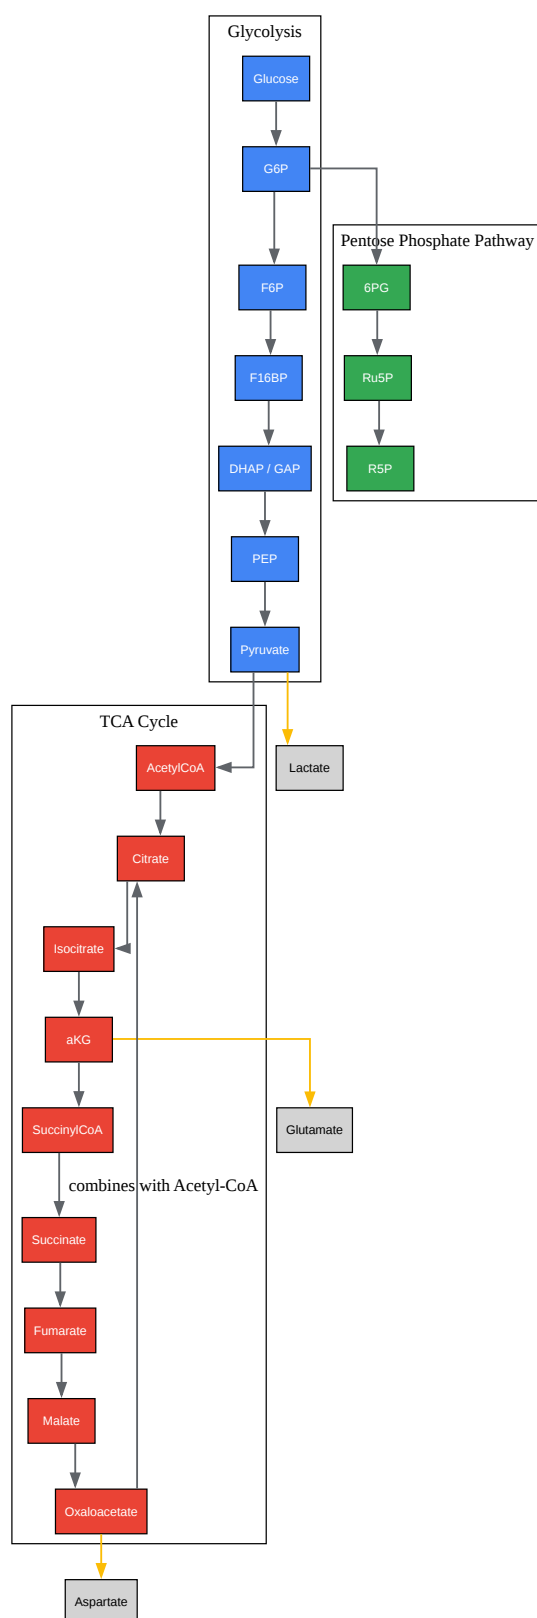 Glycolysis
Glucose
G6P
F6P
Pentose Phosphate Pathway
6PG
F16BP
Ru5P
DHAP / GAP
R5P
PEP
Pyruvate
TCA Cycle
AcetylCoA
Lactate
Citrate
Isocitrate
aKG
SuccinylCoA
Glutamate
combines with Acetyl-CoA
Succinate
Fumarate
Malate
Oxaloacetate
Aspartate